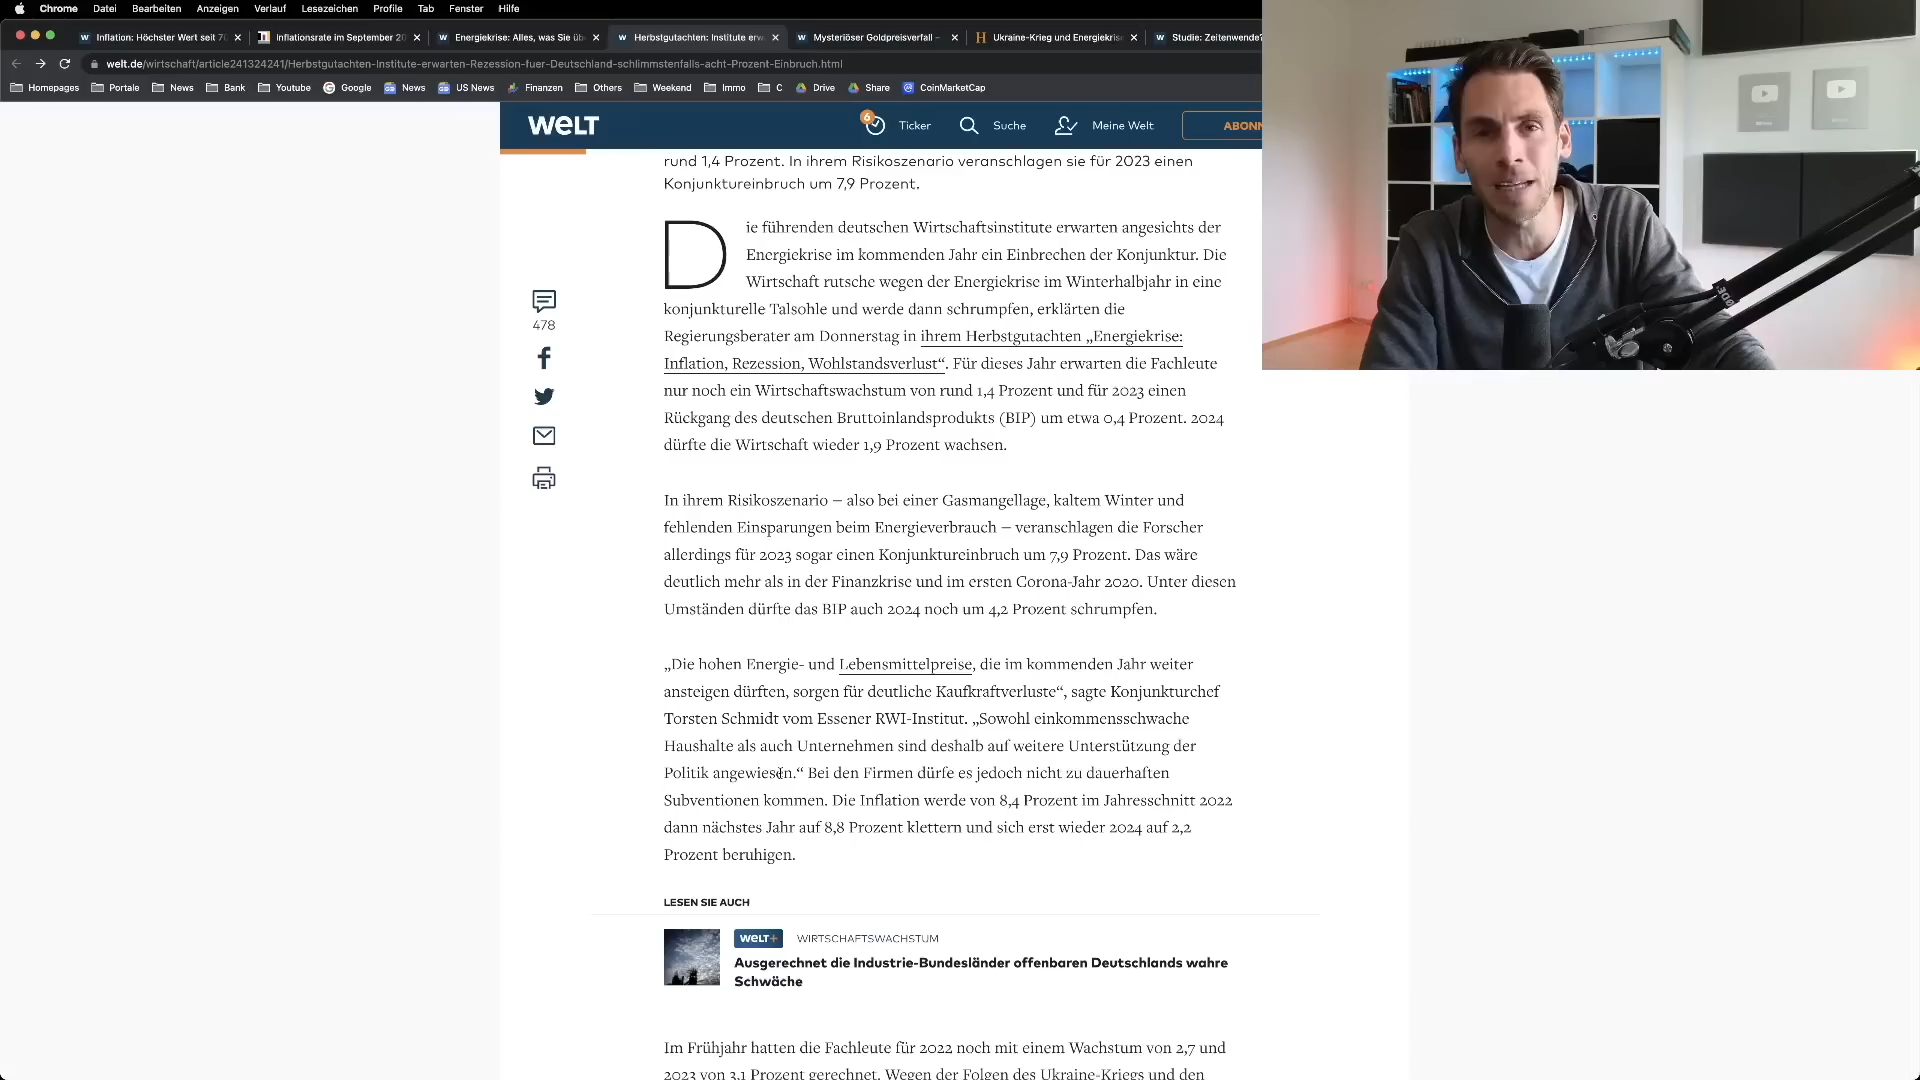 Chrome Datei Bearbeiten Anzeigen Verlauf Lesezeichen Profile Tab Fenster Hilfe
Inflation: Höchster Wert seit 70
Inflationsrate im September 20
Energiekrise: Alles, was Sie üb
Herbstgutachten: Institute erw
Mysteriöser Goldpreisverfall –
Ukraine-Krieg und Energiekris
Studie: Zeitenwende?
welt.de/wirtschaft/article241324241/Herbstgutachten-Institute-erwarten-Rezession-fuer-Deutschland-schlimmstenfalls-acht-Prozent-Einbruch.html
Homepages Portale News Bank Youtube Google News US News Finanzen Others Weekend Immo C Drive Share CoinMarketCap
WELT
6 Ticker Suche Meine Welt ABONN
rund 1,4 Prozent. In ihrem Risikoszenario veranschlagen sie für 2023 einen
Konjunktureinbruch um 7,9 Prozent.
Die führenden deutschen Wirtschaftsinstitute erwarten angesichts der
Energiekrise im kommenden Jahr ein Einbrechen der Konjunktur. Die
Wirtschaft rutsche wegen der Energiekrise im Winterhalbjahr in eine
konjunkturelle Talsohle und werde dann schrumpfen, erklärten die
Regierungsberater am Donnerstag in ihrem Herbstgutachten „Energiekrise:
Inflation, Rezession, Wohlstandsverlust“. Für dieses Jahr erwarten die Fachleute
nur noch ein Wirtschaftswachstum von rund 1,4 Prozent und für 2023 einen
Rückgang des deutschen Bruttoinlandsprodukts (BIP) um etwa 0,4 Prozent. 2024
dürfte die Wirtschaft wieder 1,9 Prozent wachsen.
In ihrem Risikoszenario – also bei einer Gasmangellage, kaltem Winter und
fehlenden Einsparungen beim Energieverbrauch – veranschlagen die Forscher
allerdings für 2023 sogar einen Konjunktureinbruch um 7,9 Prozent. Das wäre
deutlich mehr als in der Finanzkrise und im ersten Corona-Jahr 2020. Unter diesen
Umständen dürfte das BIP auch 2024 noch um 4,2 Prozent schrumpfen.
„Die hohen Energie- und Lebensmittelpreise, die im kommenden Jahr weiter
ansteigen dürften, sorgen für deutliche Kaufkraftverluste“, sagte Konjunkturchef
Torsten Schmidt vom Essener RWI-Institut. „Sowohl einkommensschwache
Haushalte als auch Unternehmen sind deshalb auf weitere Unterstützung der
Politik angewiesen.“ Bei den Firmen dürfe es jedoch nicht zu dauerhaften
Subventionen kommen. Die Inflation werde von 8,4 Prozent im Jahresschnitt 2022
dann nächstes Jahr auf 8,8 Prozent klettern und sich erst wieder 2024 auf 2,2
Prozent beruhigen.
478
LESEN SIE AUCH
WELT+ WIRTSCHAFTSWACHSTUM
Ausgerechnet die Industrie-Bundesländer offenbaren Deutschlands wahre
Schwäche
Im Frühjahr hatten die Fachleute für 2022 noch mit einem Wachstum von 2,7 und
2023 von 3,1 Prozent gerechnet. Wegen der Folgen des Ukraine-Kriegs und den
RØDE